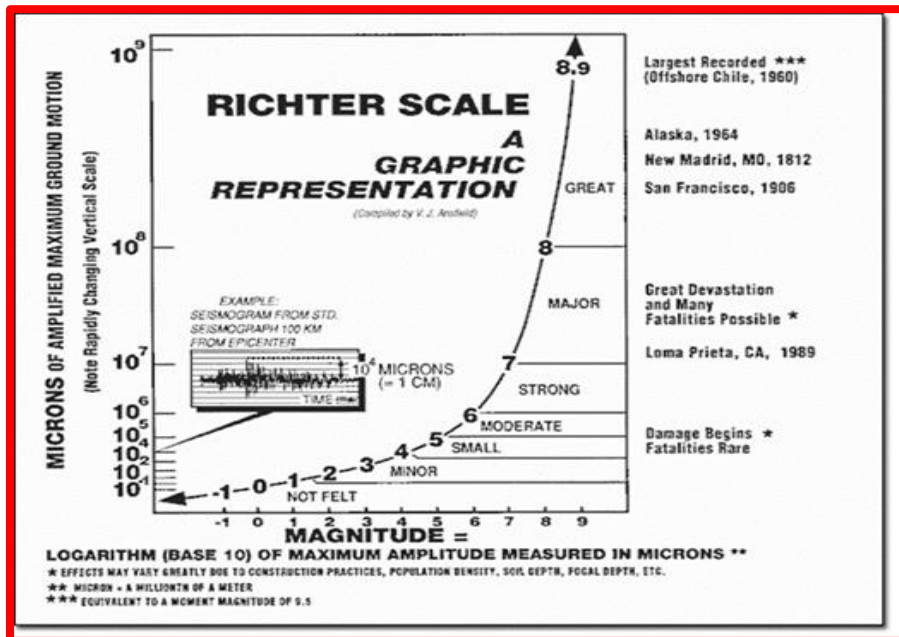 RICHTER SCALE
A
GRAPHIC
REPRESENTATION
(Compiled by V. J. Ansfield)
MICRONS OF AMPLIFIED MAXIMUM GROUND MOTION
(Note Rapidly Changing Vertical Scale)
10⁹
10⁸
10⁷
10⁶
10⁵
10⁴
10²
10⁻¹
EXAMPLE:
SEISMOGRAM FROM STD.
SEISMOGRAPH 100 KM
FROM EPICENTER
10⁴ MICRONS
(= 1 CM)
TIME
8.9
8
7
6
5
4
3
2
1
0
-1
GREAT
MAJOR
STRONG
MODERATE
SMALL
MINOR
NOT FELT
Largest Recorded ***
(Offshore Chile, 1960)
Alaska, 1964
New Madrid, MO, 1812
San Francisco, 1906
Great Devastation
and Many
Fatalities Possible *
Loma Prieta, CA, 1989
Damage Begins *
Fatalities Rare
-1 0 1 2 3 4 5 6 7 8 9
MAGNITUDE =
LOGARITHM (BASE 10) OF MAXIMUM AMPLITUDE MEASURED IN MICRONS **
* EFFECTS MAY VARY GREATLY DUE TO CONSTRUCTION PRACTICES, POPULATION DENSITY, SOIL DEPTH, FOCAL DEPTH, ETC.
** MICRON = A MILLIONTH OF A METER
*** EQUIVALENT TO A MOMENT MAGNITUDE OF 9.5